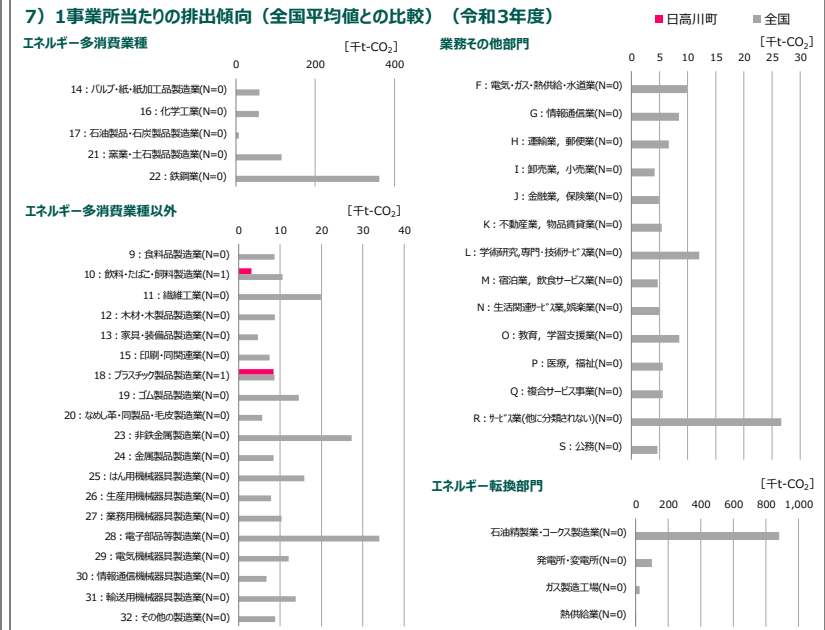 7）1事業所当たりの排出傾向（全国平均値との比較）（令和3年度）
■日高川町 ■全国
エネルギー多消費業種
[千t-CO₂]
0 200 400
14：パルプ・紙・紙加工品製造業(N=0)
16：化学工業(N=0)
17：石油製品・石炭製品製造業(N=0)
21：窯業・土石製品製造業(N=0)
22：鉄鋼業(N=0)
エネルギー多消費業種以外
[千t-CO₂]
0 10 20 30 40
9：食料品製造業(N=0)
10：飲料・たばこ・飼料製造業(N=1)
11：繊維工業(N=0)
12：木材・木製品製造業(N=0)
13：家具・装備品製造業(N=0)
15：印刷・同関連業(N=0)
18：プラスチック製品製造業(N=1)
19：ゴム製品製造業(N=0)
20：なめし革・同製品・毛皮製造業(N=0)
23：非鉄金属製造業(N=0)
24：金属製品製造業(N=0)
25：はん用機械器具製造業(N=0)
26：生産用機械器具製造業(N=0)
27：業務用機械器具製造業(N=0)
28：電子部品等製造業(N=0)
29：電気機械器具製造業(N=0)
30：情報通信機械器具製造業(N=0)
31：輸送用機械器具製造業(N=0)
32：その他の製造業(N=0)
業務その他部門
[千t-CO₂]
0 5 10 15 20 25 30
F：電気・ガス・熱供給・水道業(N=0)
G：情報通信業(N=0)
H：運輸業，郵便業(N=0)
I：卸売業，小売業(N=0)
J：金融業，保険業(N=0)
K：不動産業，物品賃貸業(N=0)
L：学術研究,専門・技術ｻｰﾋﾞｽ業(N=0)
M：宿泊業，飲食サービス業(N=0)
N：生活関連ｻｰﾋﾞｽ業,娯楽業(N=0)
O：教育，学習支援業(N=0)
P：医療，福祉(N=0)
Q：複合サービス事業(N=0)
R：ｻｰﾋﾞｽ業(他に分類されない)(N=0)
S：公務(N=0)
エネルギー転換部門
[千t-CO₂]
0 200 400 600 800 1,000
石油精製業・コークス製造業(N=0)
発電所・変電所(N=0)
ガス製造工場(N=0)
熱供給業(N=0)